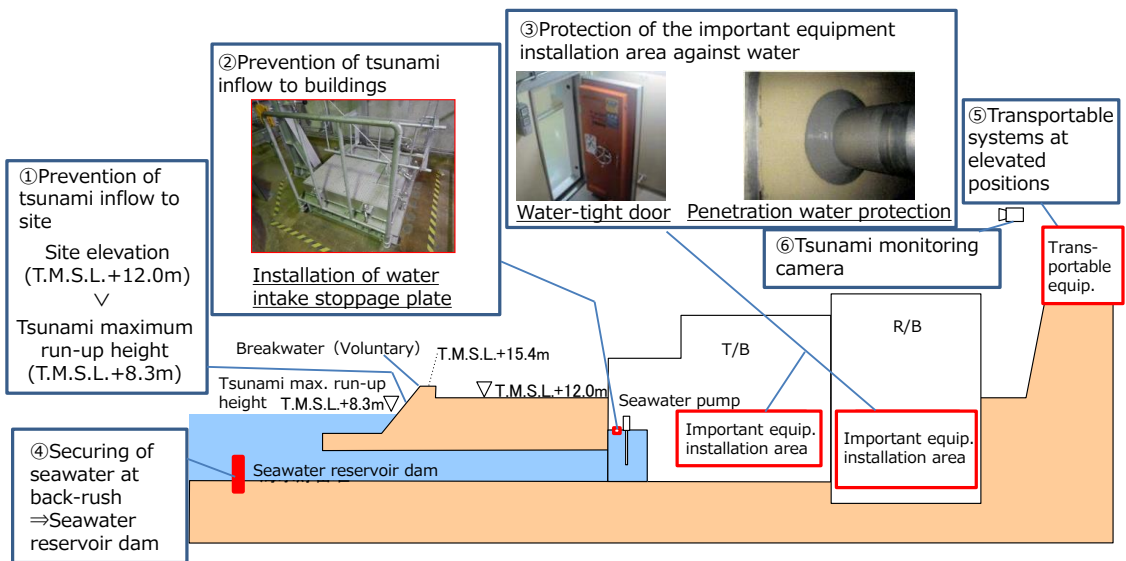 ①Prevention of
tsunami inflow to
site
Site elevation
(T.M.S.L.+12.0m)
∨
Tsunami maximum
run-up height
(T.M.S.L.+8.3m)
②Prevention of tsunami
inflow to buildings
Installation of water
intake stoppage plate
③Protection of the important equipment
installation area against water
Water-tight door
Penetration water protection
⑤Transportable
systems at
elevated
positions
⑥Tsunami monitoring
camera
Trans-
portable
equip.
R/B
T/B
Breakwater (Voluntary)
T.M.S.L.+15.4m
Tsunami max. run-up
height T.M.S.L.+8.3m▽
▽T.M.S.L.+12.0m
Seawater pump
Important equip.
installation area
Important equip.
installation area
④Securing of
seawater at
back-rush
⇒Seawater
reservoir dam
Seawater reservoir dam